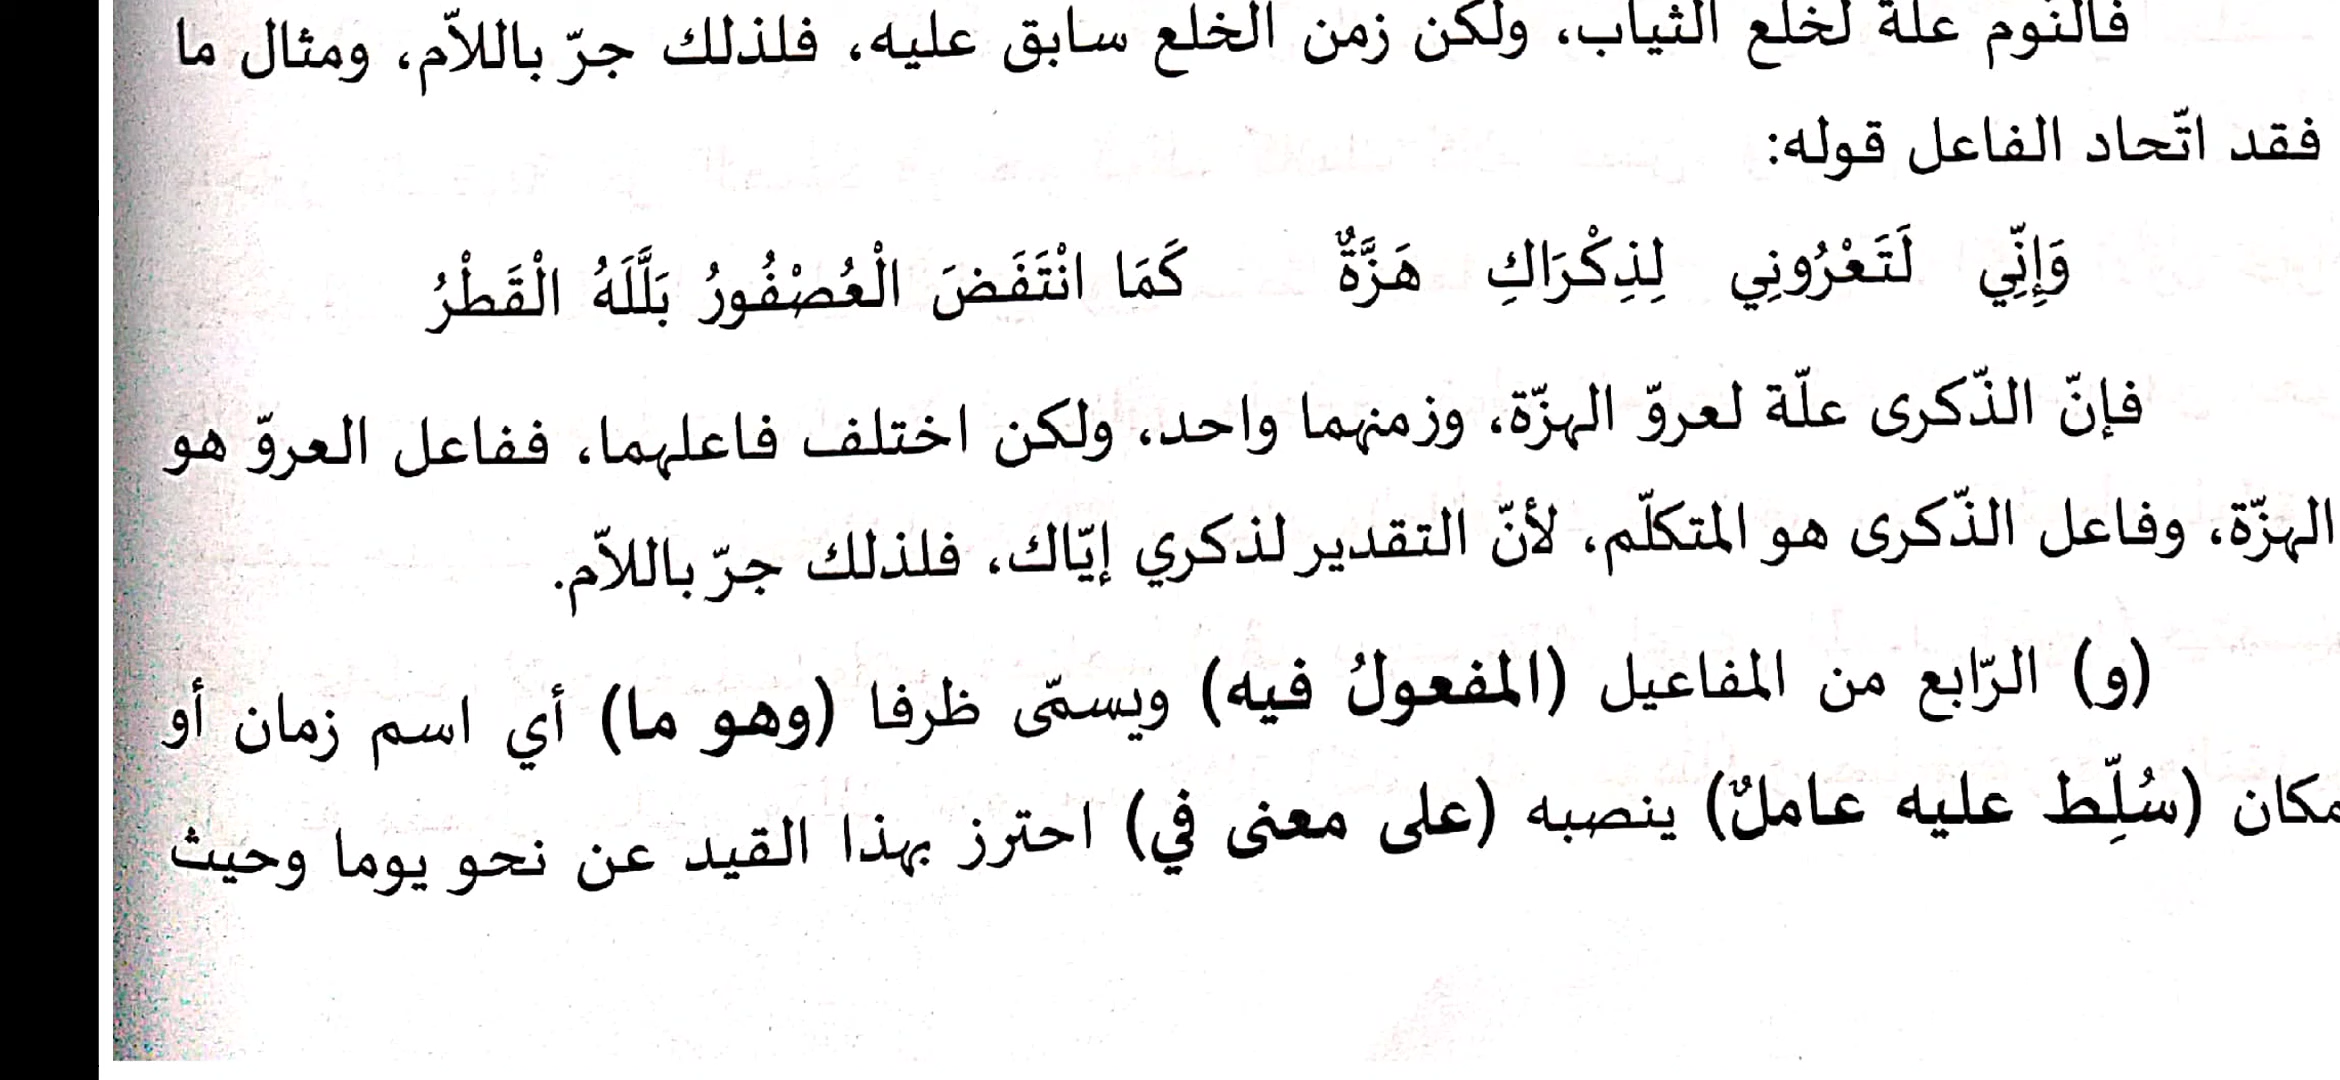 فالنّوم علة لخلع الثياب، ولكن زمن الخلع سابق عليه، فلذلك جرّ باللاّم، ومثال ما
فقد اتّحاد الفاعل قوله:
وَإِنِّي لَتَعْرُونِي لِذِكْرَاكِ هَزَّةٌ كَمَا انْتَفَضَ الْعُصْفُورُ بَلَّلَهُ الْقَطْرُ
فإنّ الذّكرى علّة لعروّ الهزّة، وزمنهما واحد، ولكن اختلف فاعلهما، ففاعل العروّ هو
الهزّة، وفاعل الذّكرى هو المتكلّم، لأنّ التقدير لذكري إيّاك، فلذلك جرّ باللاّم.
(و) الرّابع من المفاعيل (المفعولُ فيه) ويسمّى ظرفا (وهو ما) أي اسم زمان أو
مكان (سُلِّط عليه عاملٌ) ينصبه (على معنى في) احترز بهذا القيد عن نحو يوما وحيث